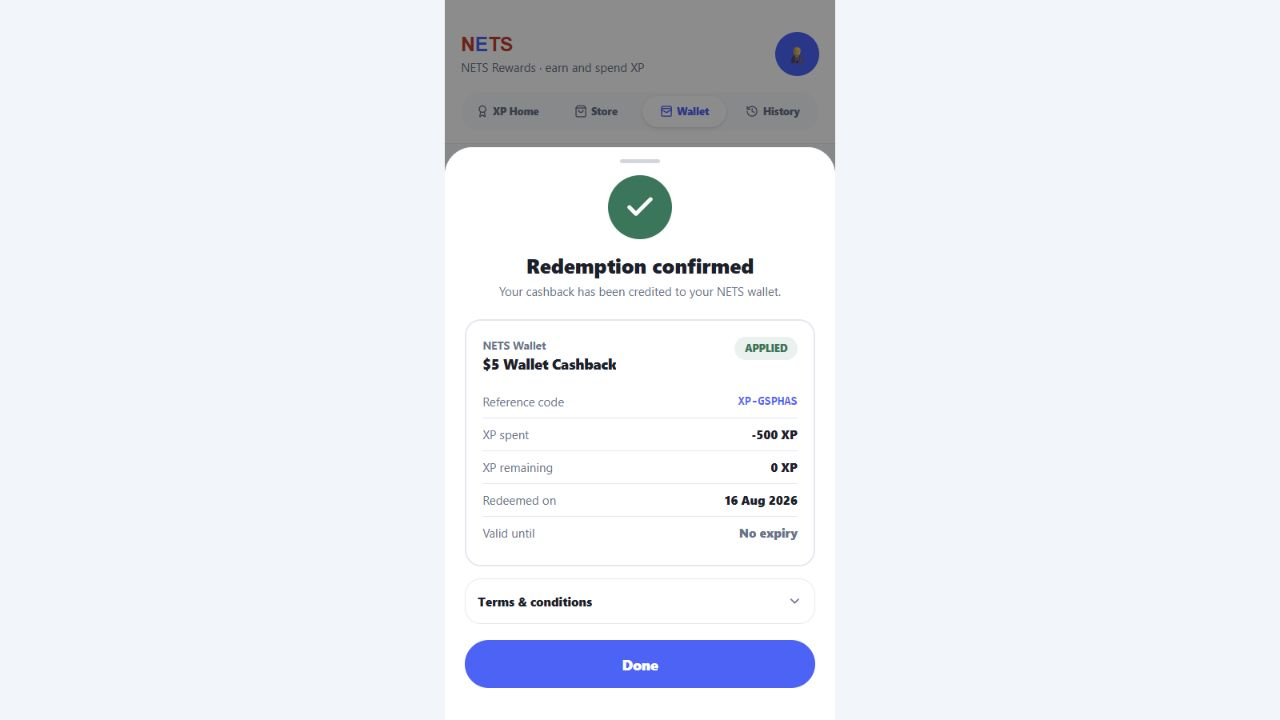 NETS
NETS Rewards · earn and spend XP
XP Home
Store
Wallet
History
Redemption confirmed
Your cashback has been credited to your NETS wallet.
NETS Wallet
APPLIED
$5 Wallet Cashback
Reference code
XP-GSPHAS
XP spent
-500 XP
XP remaining
0 XP
Redeemed on
16 Aug 2026
Valid until
No expiry
Terms & conditions
Done